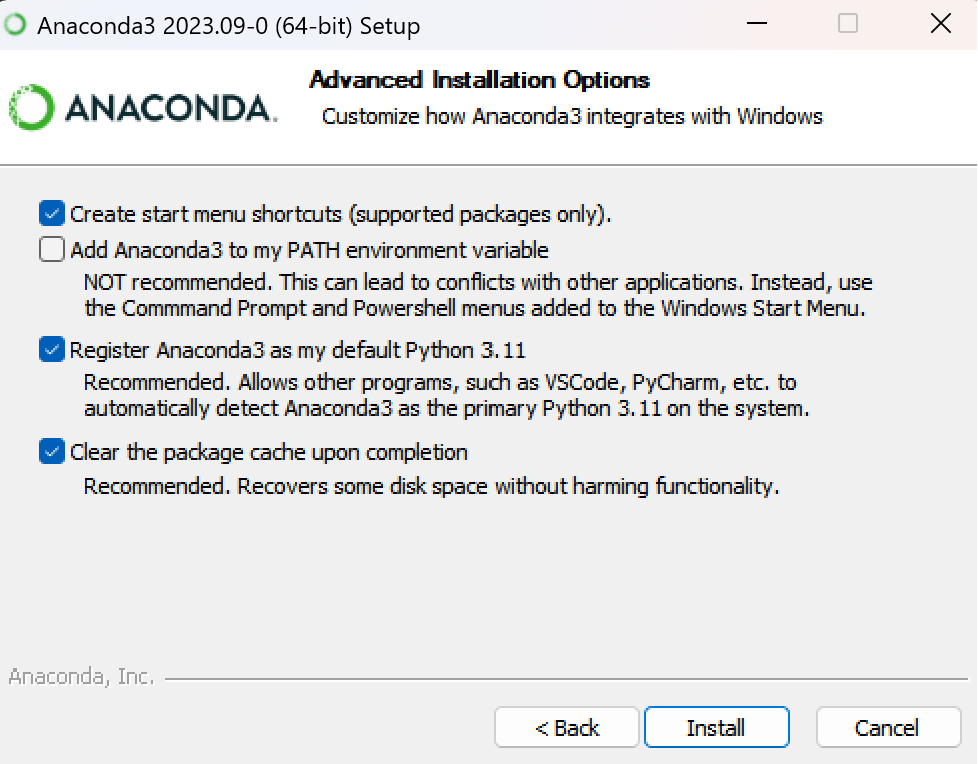 Anaconda3 2023.09-0 (64-bit) Setup
ANACONDA.
Advanced Installation Options
Customize how Anaconda3 integrates with Windows
Create start menu shortcuts (supported packages only).
Add Anaconda3 to my PATH environment variable
NOT recommended. This can lead to conflicts with other applications. Instead, use
the Commmand Prompt and Powershell menus added to the Windows Start Menu.
Register Anaconda3 as my default Python 3.11
Recommended. Allows other programs, such as VSCode, PyCharm, etc. to
automatically detect Anaconda3 as the primary Python 3.11 on the system.
Clear the package cache upon completion
Recommended. Recovers some disk space without harming functionality.
Anaconda, Inc.
< Back
Install
Cancel